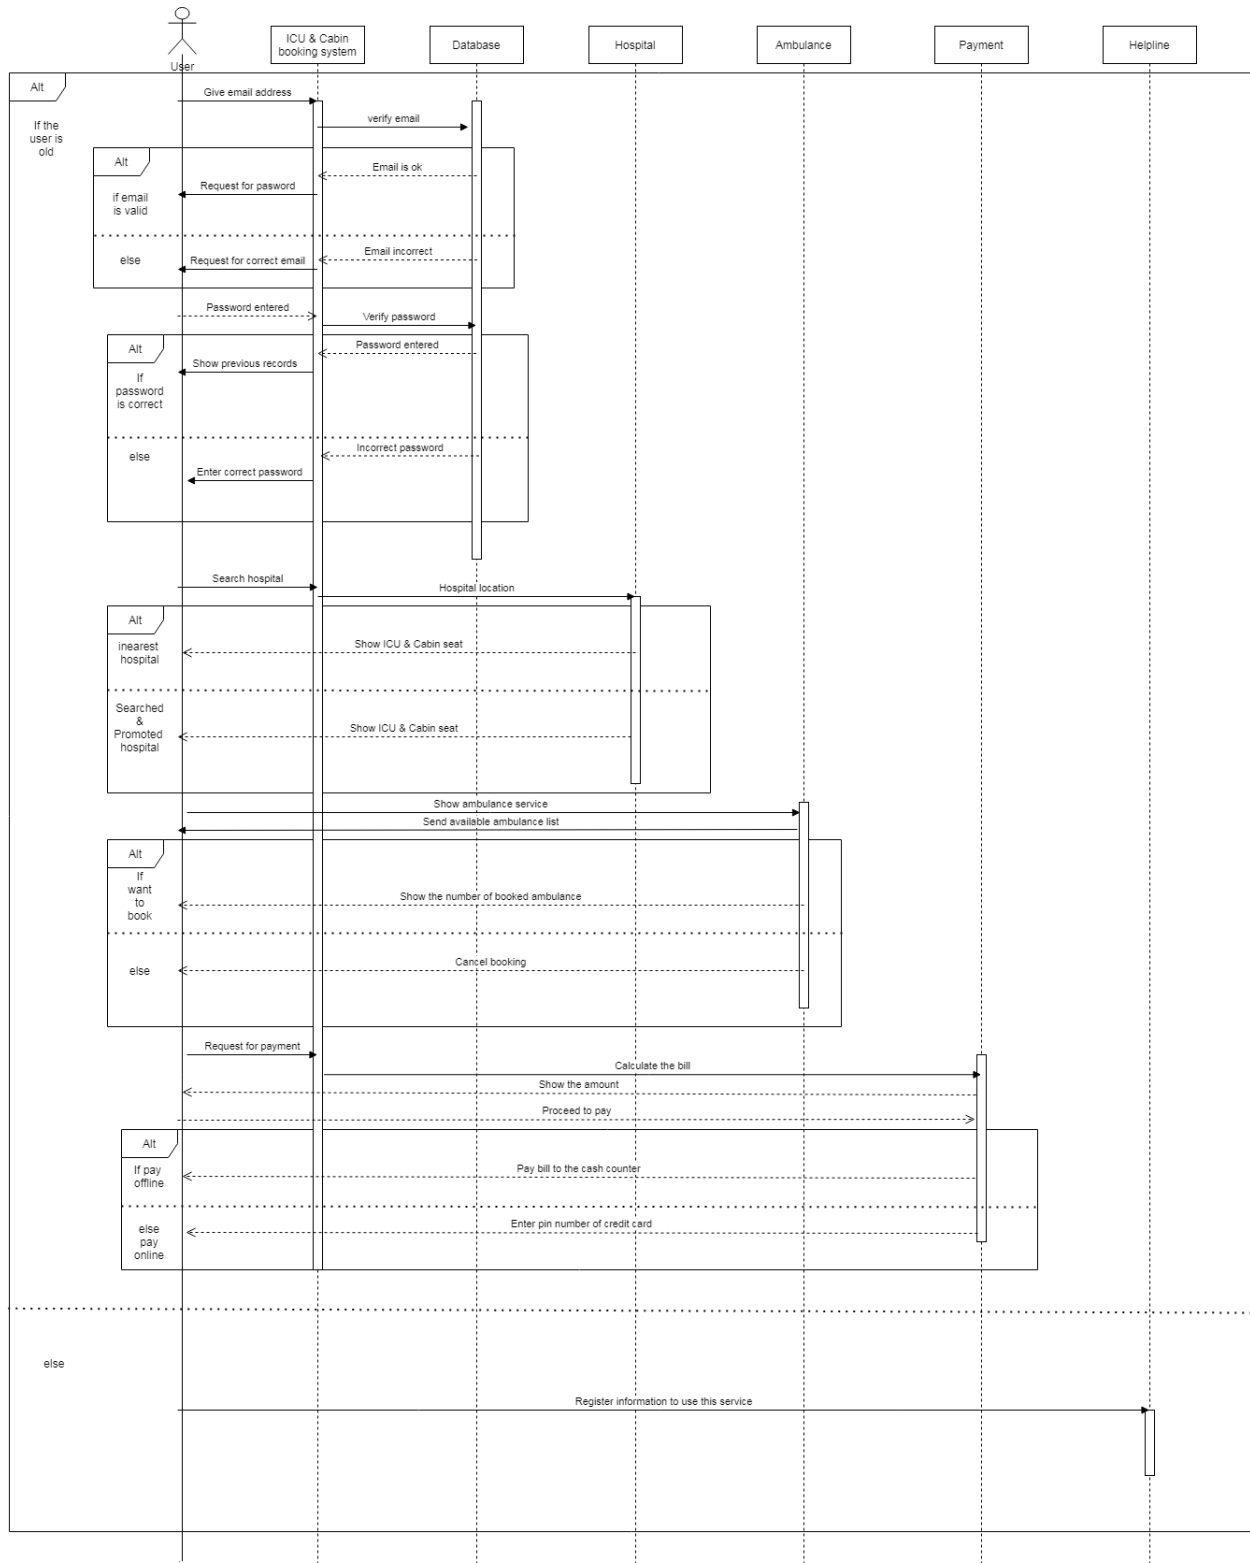 ICU & Cabin
booking system
Database
Hospital
Ambulance
Payment
Helpline
User
Alt
Give email address
If the
user is
old
verify email
Alt
Email is ok
Request for pasword
if email
is valid
Email incorrect
else
Request for correct email
Password entered
Verify password
Alt
Password entered
Show previous records
If
password
is correct
Incorrect password
else
Enter correct password
Search hospital
Hospital location
Alt
inearest
hospital
Show ICU & Cabin seat
Searched
&
Promoted
hospital
Show ICU & Cabin seat
Show ambulance service
Send available ambulance list
Alt
If
want
to
book
Show the number of booked ambulance
Cancel booking
else
Request for payment
Calculate the bill
Show the amount
Proceed to pay
Alt
If pay
offline
Pay bill to the cash counter
else
pay
online
Enter pin number of credit card
else
Register information to use this service